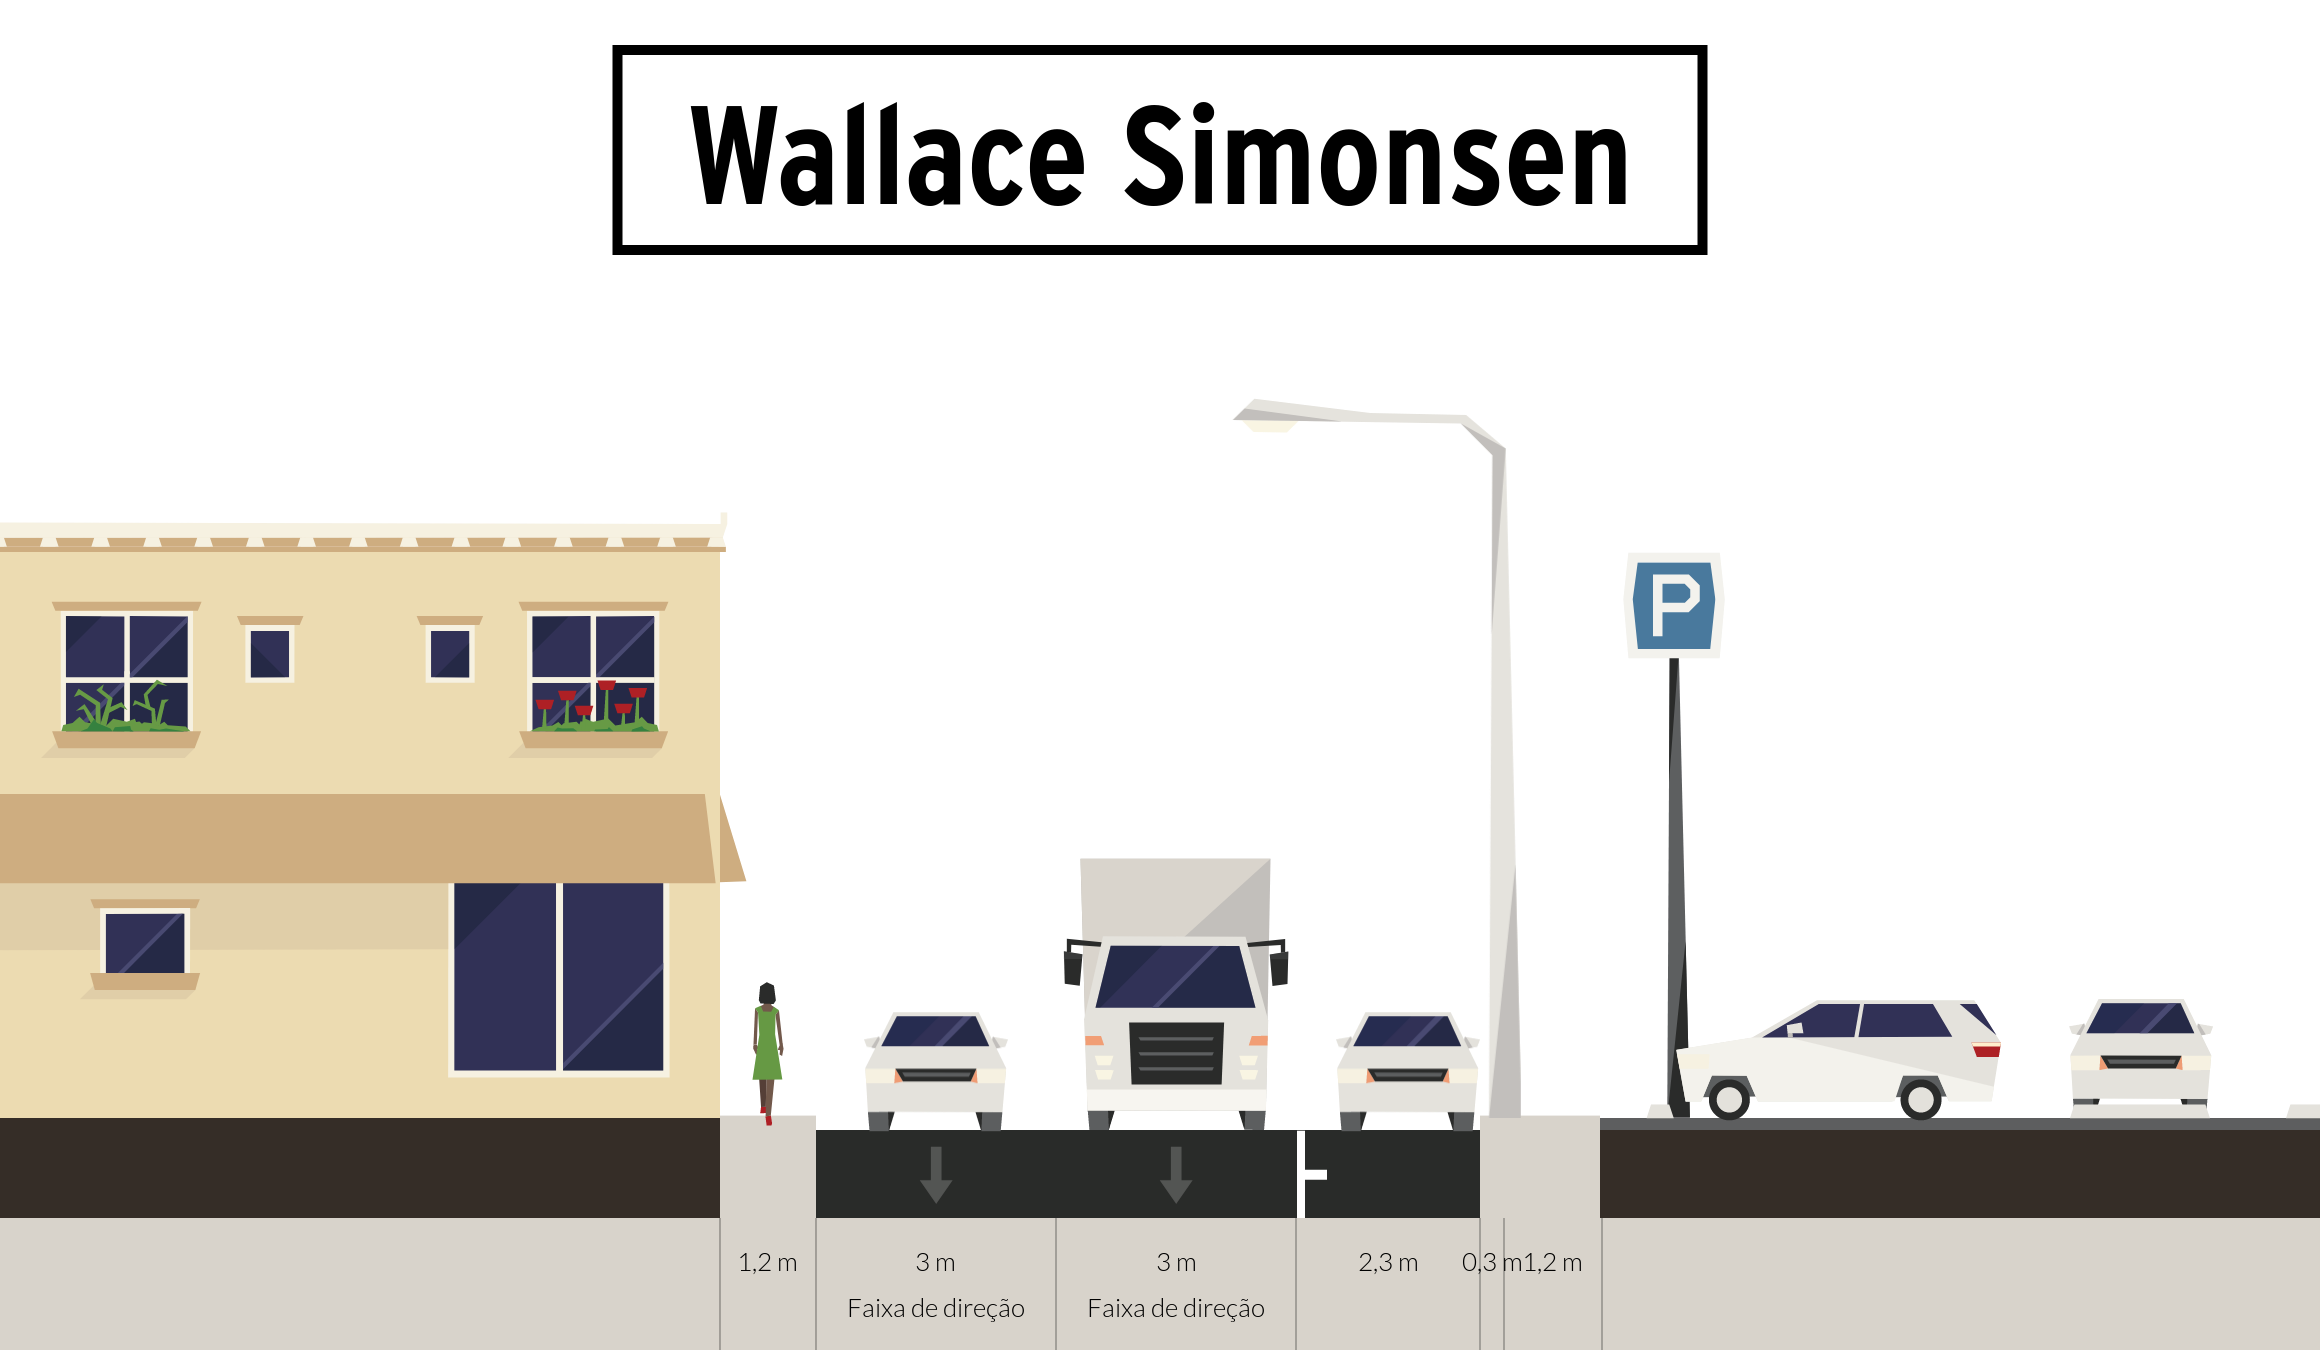 Wallace Simonsen
P
1,2 m
3 m
3 m
2,3 m
0,3 m
1,2 m
Faixa de direção
Faixa de direção